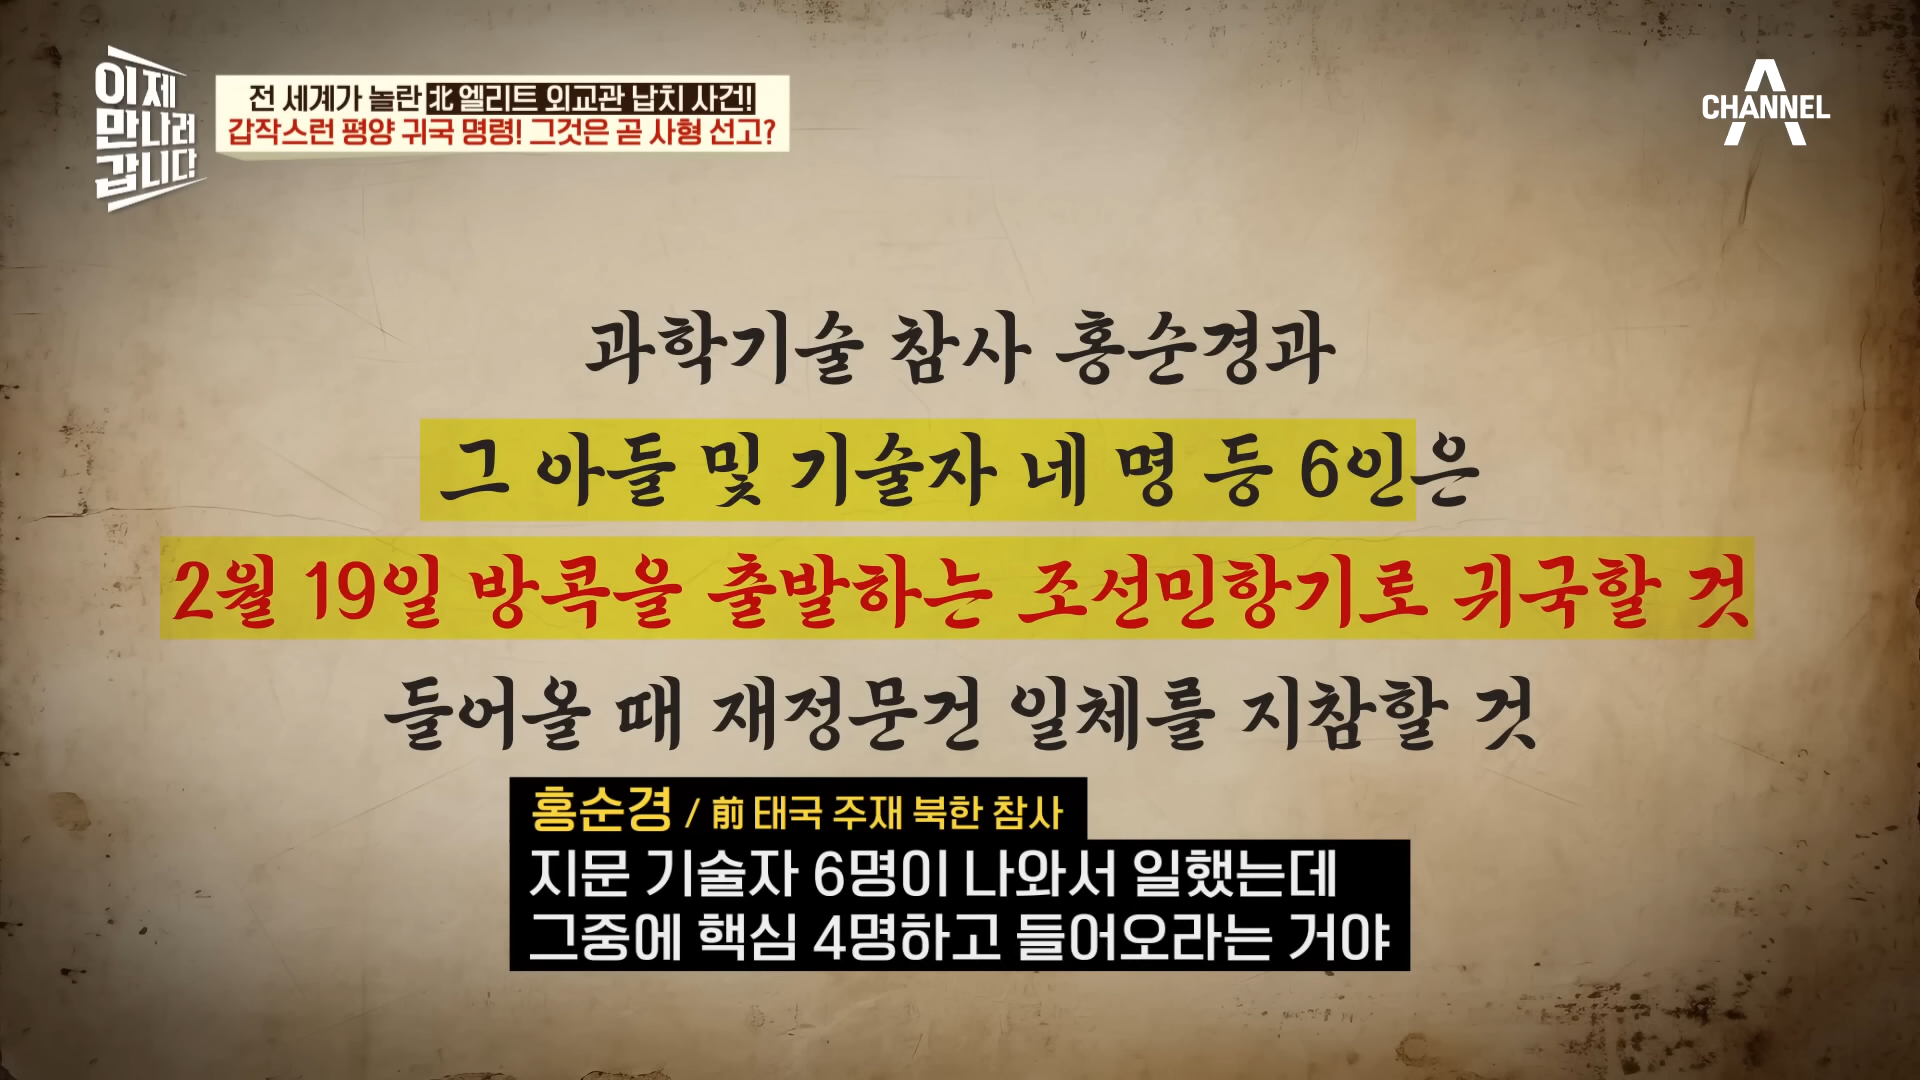 이제
만나러
갑니다
전 세계가 놀란 北 엘리트 외교관 납치 사건!
갑작스런 평양 귀국 명령! 그것은 곧 사형 선고?
CHANNEL A
과학기술 참사 홍순경과
그 아들 및 기술자 네 명 등 6인은
2월 19일 방콕을 출발하는 조선민항기로 귀국할 것
들어올 때 재정문건 일체를 지참할 것
홍순경 / 前 태국 주재 북한 참사
지문 기술자 6명이 나와서 일했는데
그중에 핵심 4명하고 들어오라는 거야